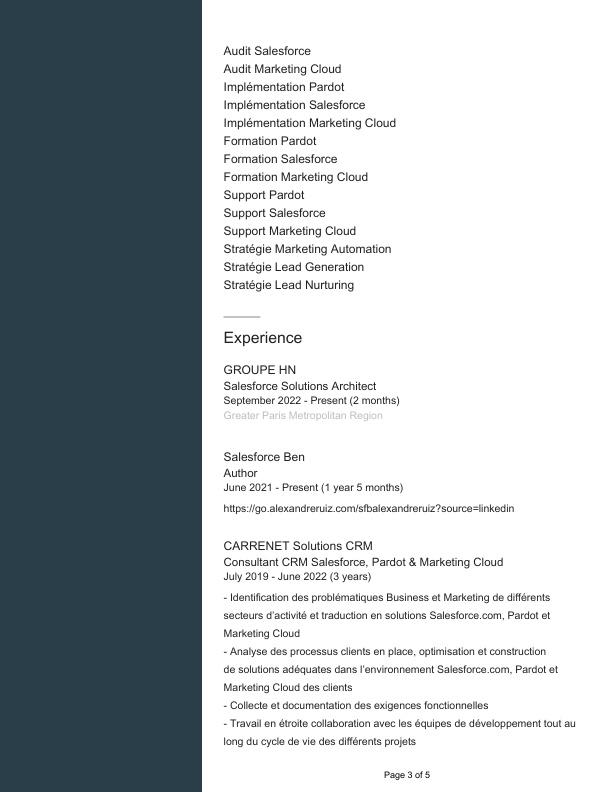 Audit Salesforce
Audit Marketing Cloud
Implémentation Pardot
Implémentation Salesforce
Implémentation Marketing Cloud
Formation Pardot
Formation Salesforce
Formation Marketing Cloud
Support Pardot
Support Salesforce
Support Marketing Cloud
Stratégie Marketing Automation
Stratégie Lead Generation
Stratégie Lead Nurturing
Experience
GROUPE HN
Salesforce Solutions Architect
September 2022 - Present (2 months)
Greater Paris Metropolitan Region
Salesforce Ben
Author
June 2021 - Present (1 year 5 months)
https://go.alexandreruiz.com/sfbalexandreruiz?source=linkedin
CARRENET Solutions CRM
Consultant CRM Salesforce, Pardot & Marketing Cloud
July 2019 - June 2022 (3 years)
- Identification des problématiques Business et Marketing de différents
secteurs d’activité et traduction en solutions Salesforce.com, Pardot et
Marketing Cloud
- Analyse des processus clients en place, optimisation et construction
de solutions adéquates dans l’environnement Salesforce.com, Pardot et
Marketing Cloud des clients
- Collecte et documentation des exigences fonctionnelles
- Travail en étroite collaboration avec les équipes de développement tout au
long du cycle de vie des différents projets
Page 3 of 5